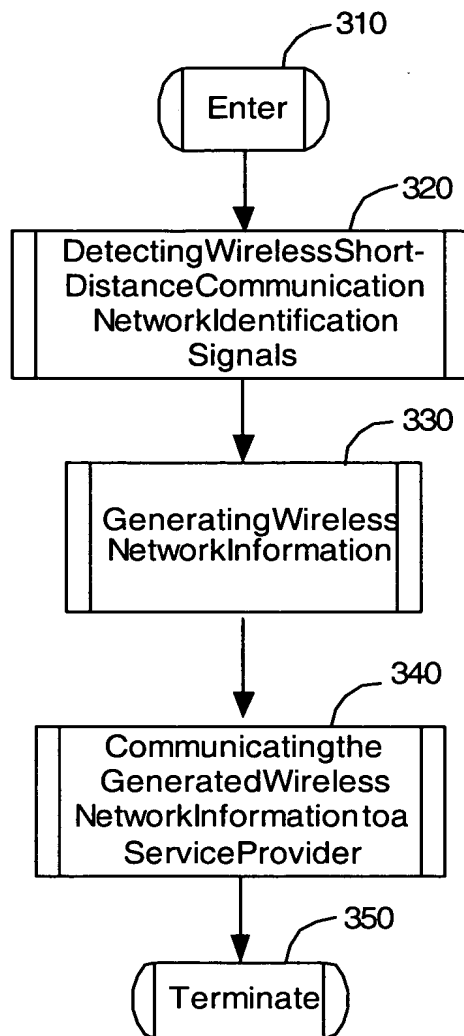 310
Enter
320
DetectingWirelessShort-
DistanceCommunication
NetworkIdentification
Signals
330
GeneratingWireless
NetworkInformation
340
Communicatingthe
GeneratedWireless
NetworkInformationtoa
ServiceProvider
350
Terminate